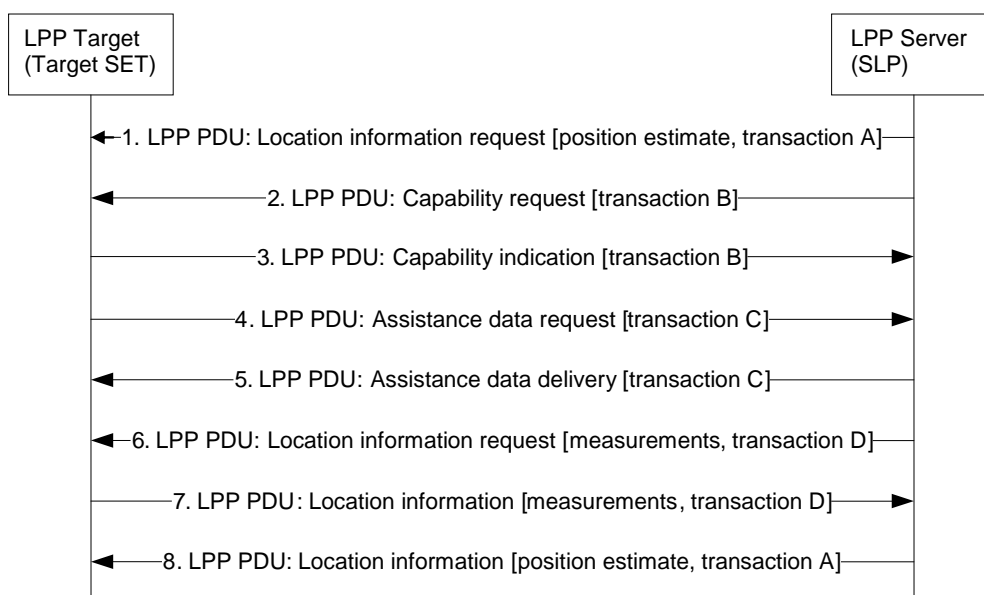 LPP Target
(Target SET)
LPP Server
(SLP)
1. LPP PDU: Location information request [position estimate, transaction A]
2. LPP PDU: Capability request [transaction B]
3. LPP PDU: Capability indication [transaction B]
4. LPP PDU: Assistance data request [transaction C]
5. LPP PDU: Assistance data delivery [transaction C]
6. LPP PDU: Location information request [measurements, transaction D]
7. LPP PDU: Location information [measurements, transaction D]
8. LPP PDU: Location information [position estimate, transaction A]